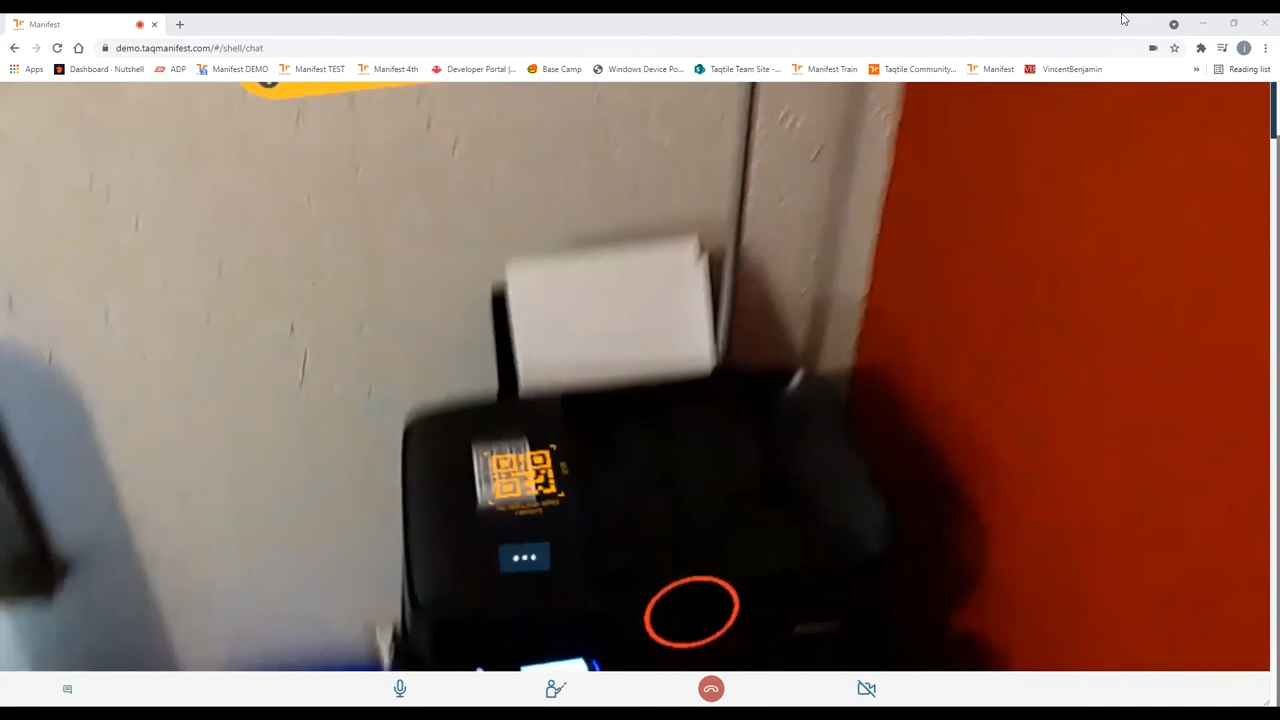 Manifest
demo.taqmanifest.com/#/shell/chat
Apps
Dashboard - Nutshell
ADP
Manifest DEMO
Manifest TEST
Manifest 4th
Developer Portal |...
Base Camp
Windows Device Po...
Taqtile Team Site -...
Manifest Train
Taqtile Community...
Manifest
VincentBenjamin
»
Reading list